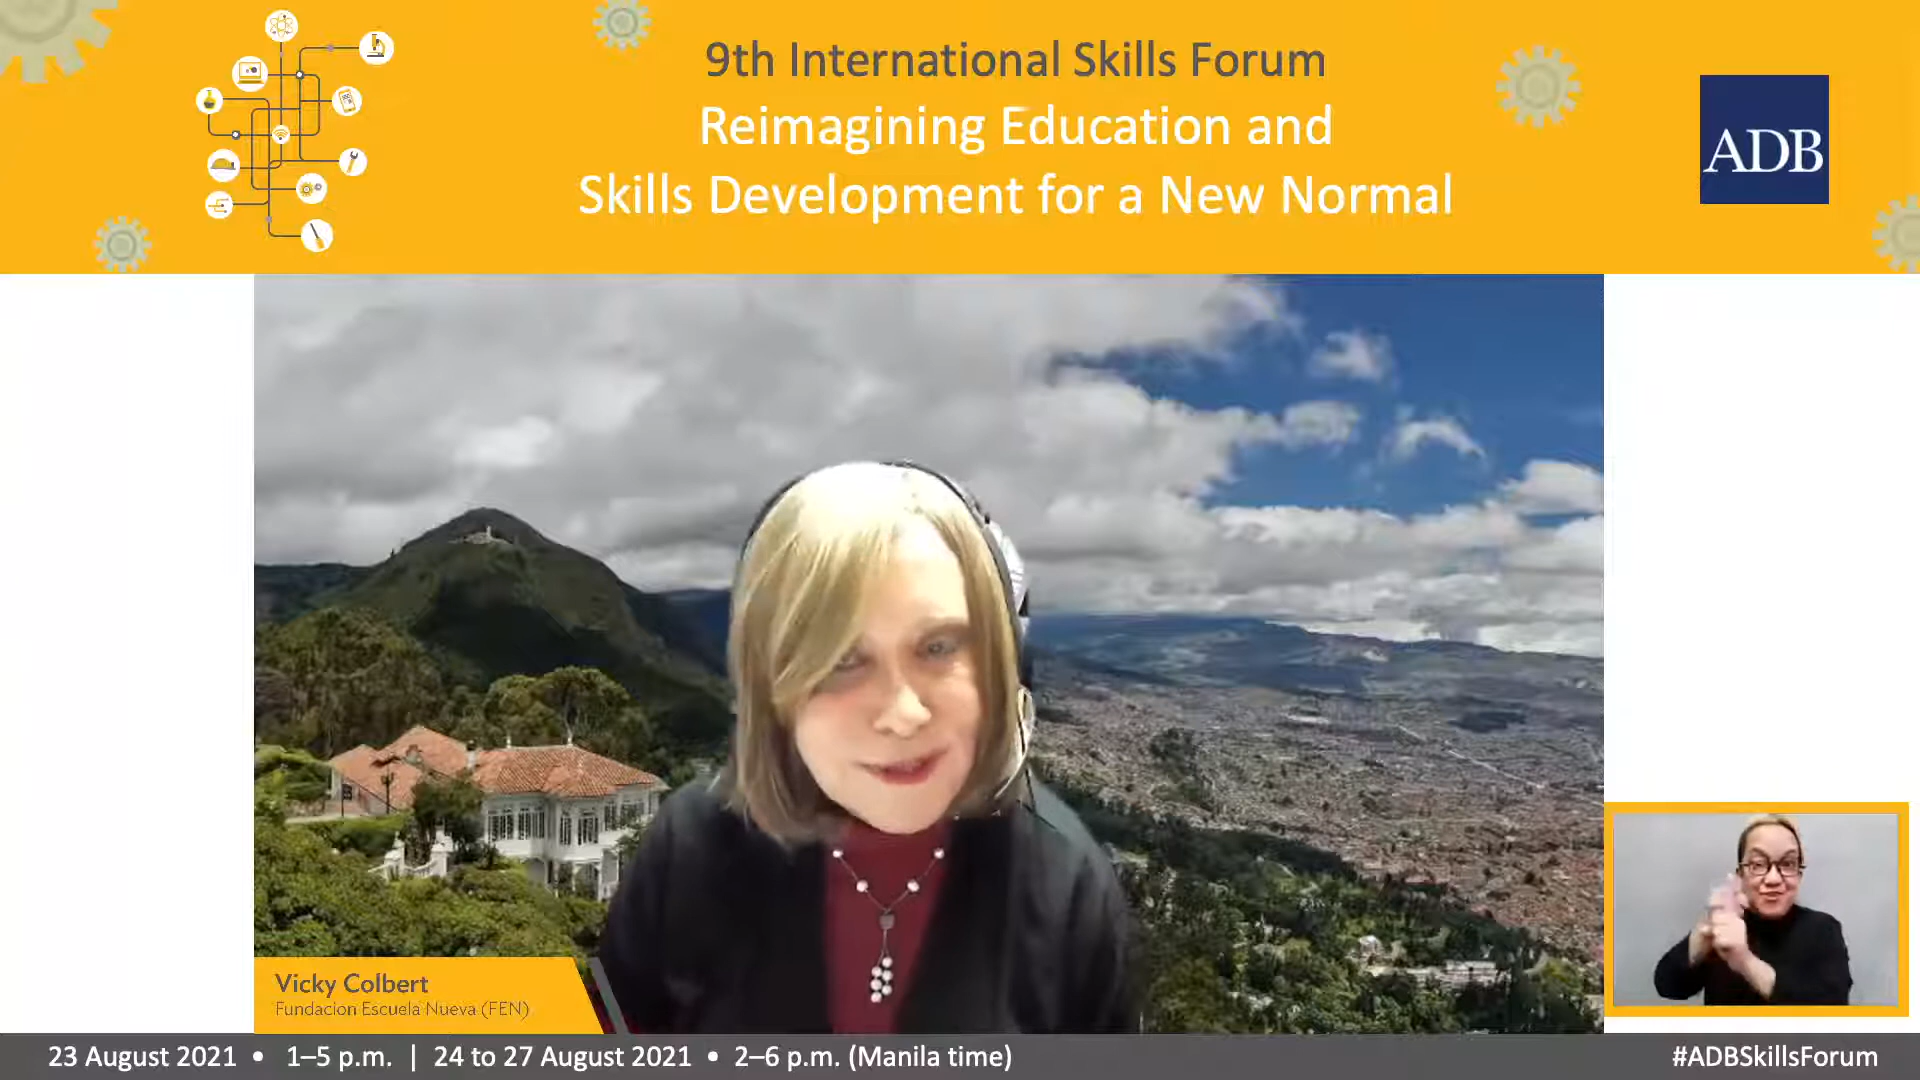 9th International Skills Forum
Reimagining Education and
Skills Development for a New Normal
ADB
Vicky Colbert
Fundacion Escuela Nueva (FEN)
23 August 2021 • 1–5 p.m. | 24 to 27 August 2021 • 2–6 p.m. (Manila time)
#ADBSkillsForum